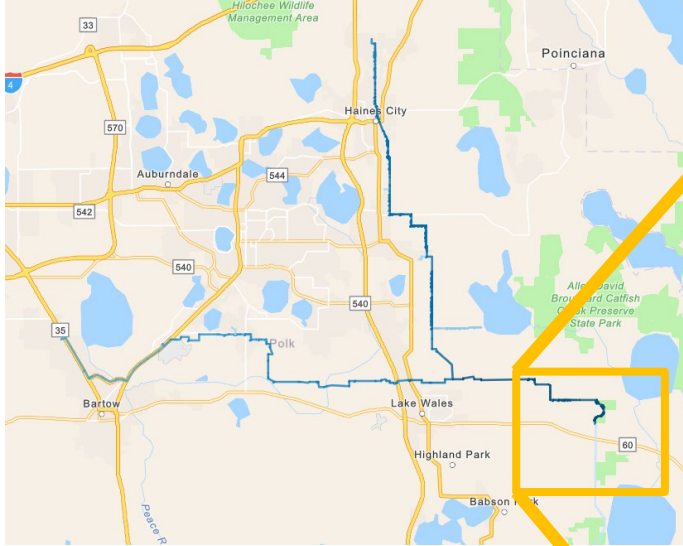 Hilochee Wildlife
Management Area
33
Poinciana
4
Haines City
570
Auburndale
544
542
540
Allen David
Broussard Catfish
Creek Preserve
State Park
540
35
Polk
Bartow
Lake Wales
60
Highland Park
Babson Park
Peace R